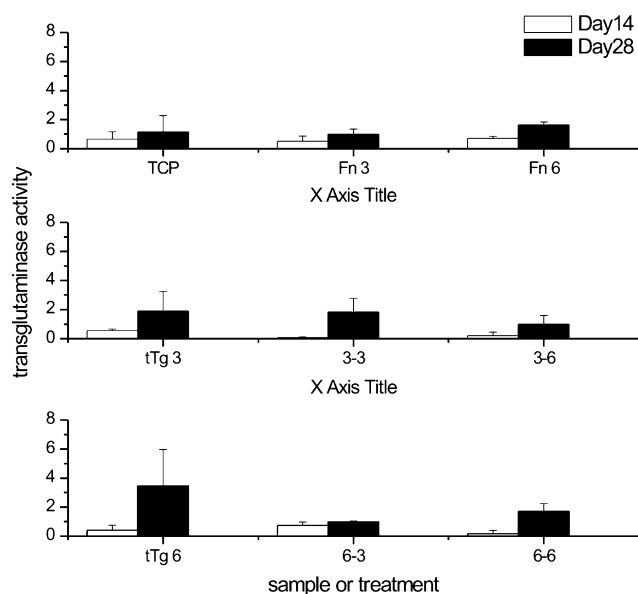 Day14
Day28
8
6
4
2
0
TCP Fn 3 Fn 6
X Axis Title
transglutaminase activity
8
6
4
2
0
tTg 3 3-3 3-6
X Axis Title
8
6
4
2
0
tTg 6 6-3 6-6
sample or treatment